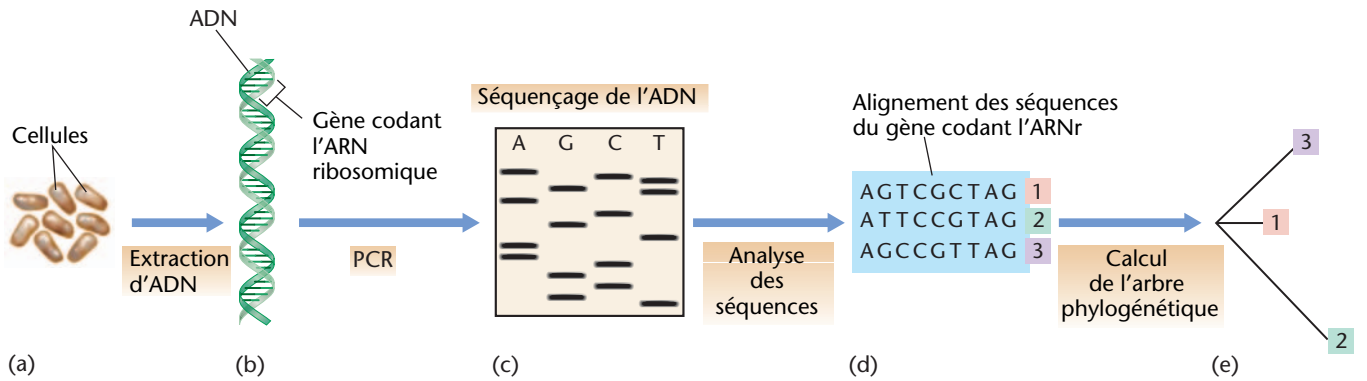 ADN
Cellules
Extraction
d'ADN
Gène codant
l'ARN
ribosomique
PCR
Séquençage de l'ADN
A G C T
Analyse
des
séquences
Alignement des séquences
du gène codant l'ARNr
AGTCGCTAG 1
ATTCCGTAG 2
AGCCGTTAG 3
Calcul
de l'arbre
phylogénétique
3
1
2
(a) (b) (c) (d) (e)